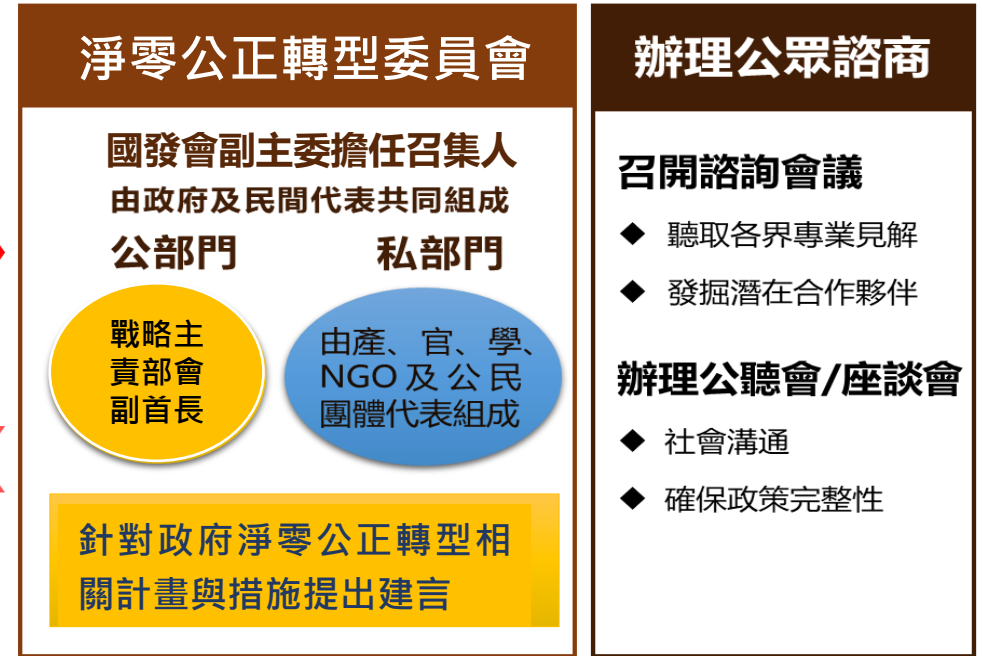 淨零公正轉型委員會
國發會副主委擔任召集人
由政府及民間代表共同組成
公部門
私部門
戰略主
責部會
副首長
由產、官、學、
NGO及公民
團體代表組成
針對政府淨零公正轉型相
關計畫與措施提出建言
辦理公眾諮商
召開諮詢會議
◆ 聽取各界專業見解
◆ 發掘潛在合作夥伴
辦理公聽會/座談會
◆ 社會溝通
◆ 確保政策完整性